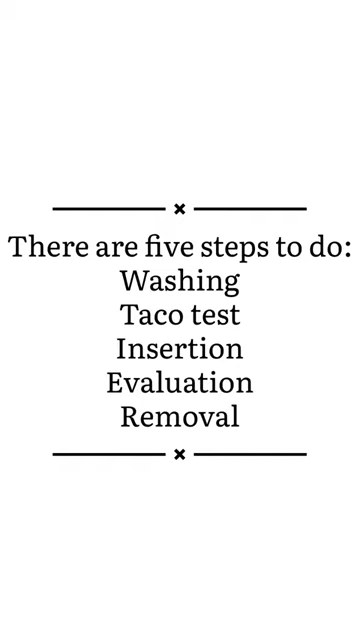 There are five steps to do:
Washing
Taco test
Insertion
Evaluation
Removal